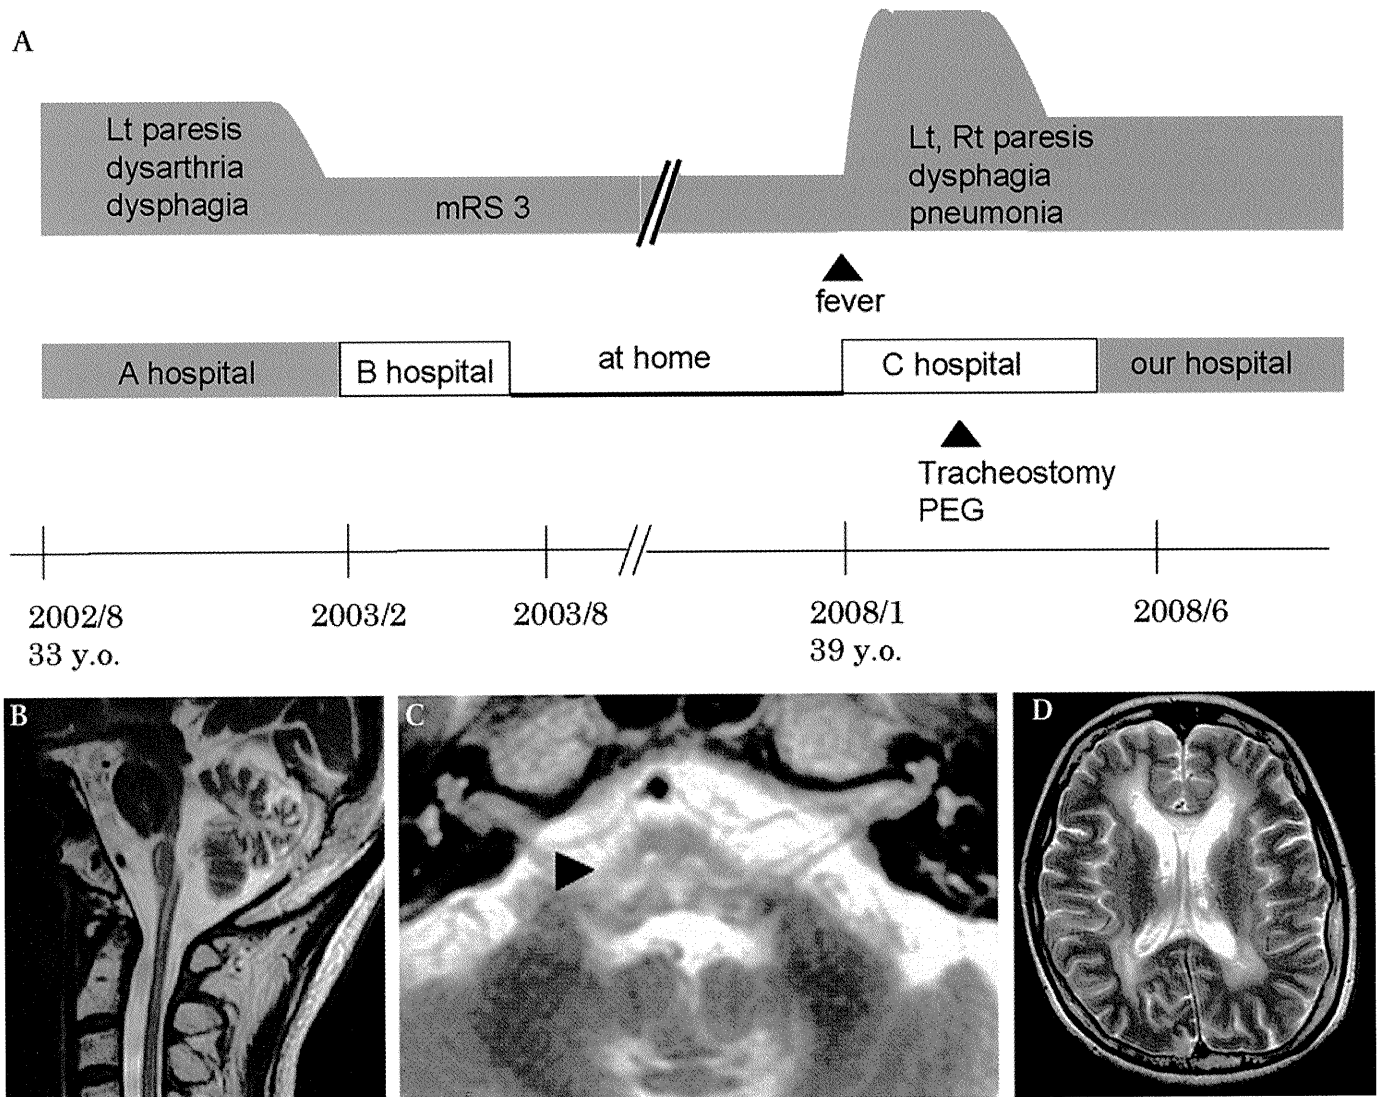 A
Lt paresis
dysarthria
dysphagia
mRS 3
Lt, Rt paresis
dysphagia
pneumonia
fever
A hospital
B hospital
at home
C hospital
our hospital
Tracheostomy
PEG
2002/8
2003/2
2003/8
2008/1
2008/6
33 y.o.
39 y.o.
B
C
D